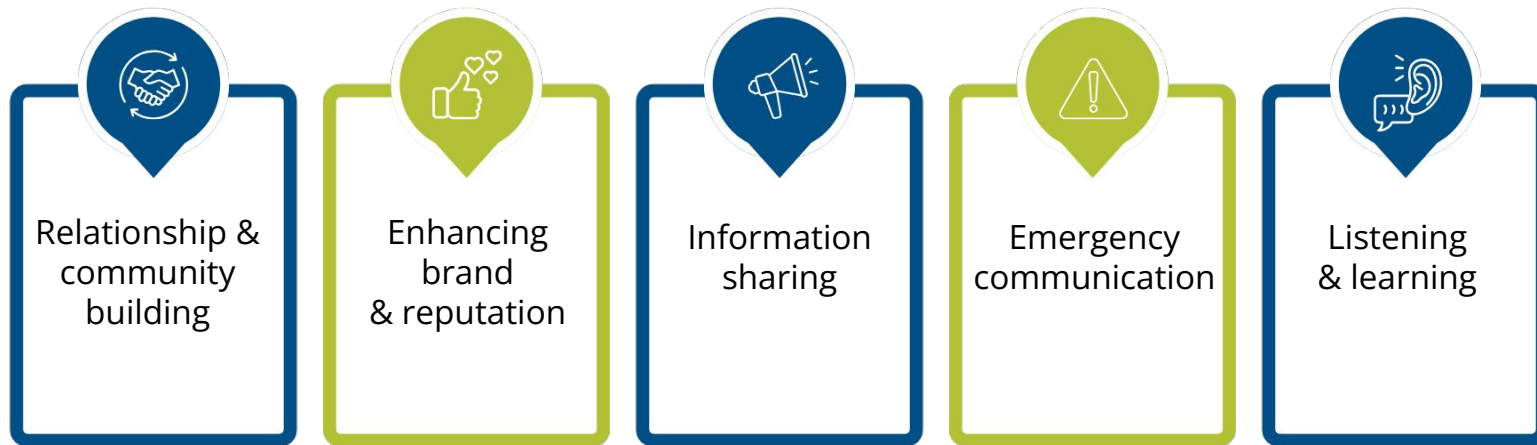 Relationship &
community
building
Enhancing
brand
& reputation
Information
sharing
Emergency
communication
Listening
& learning